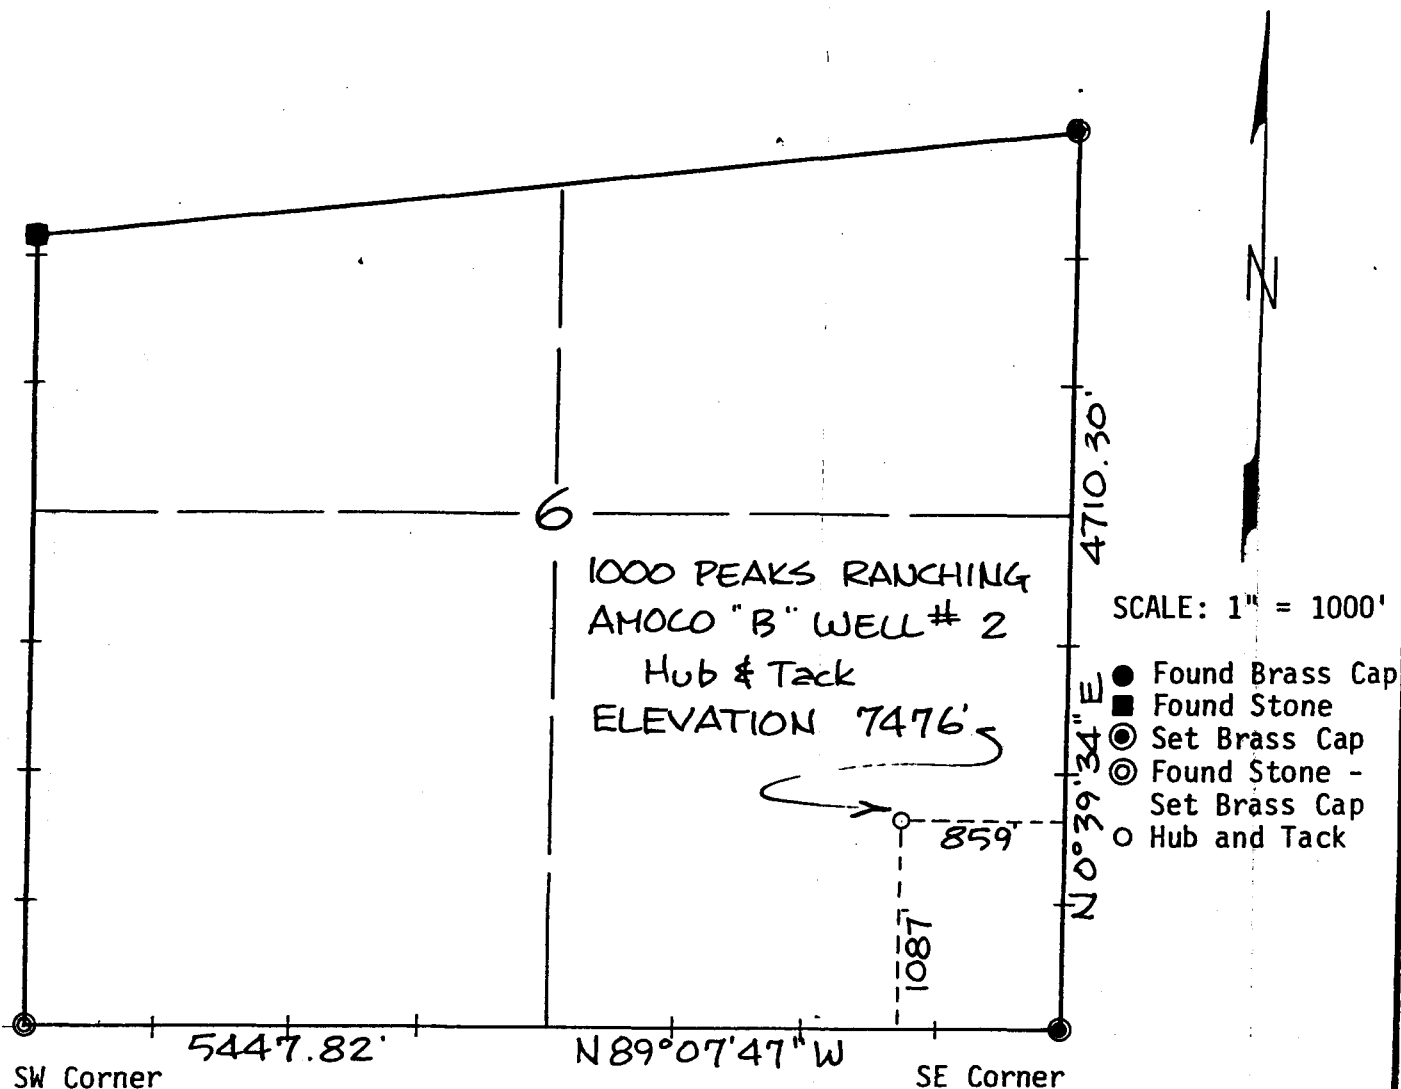 N
6
4710.30'
N 0°39'34" E
1000 PEAKS RANCHING
AMOCO "B" WELL # 2
Hub & Tack
ELEVATION 7476'
SCALE: 1" = 1000'
Found Brass Cap
Found Stone
Set Brass Cap
Found Stone -
Set Brass Cap
Hub and Tack
859'
1087'
5447.82'
N 89°07'47" W
SW Corner
SE Corner